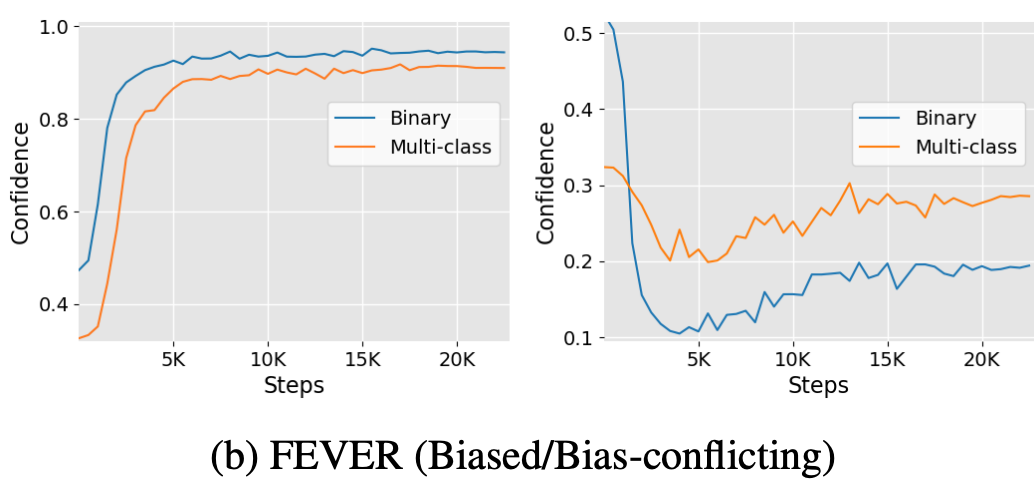 1.0
0.8
0.6
0.4
Confidence
Binary
Multi-class
5K 10K 15K 20K
Steps
0.5
0.4
0.3
0.2
0.1
Confidence
Binary
Multi-class
5K 10K 15K 20K
Steps
(b) FEVER (Biased/Bias-conflicting)